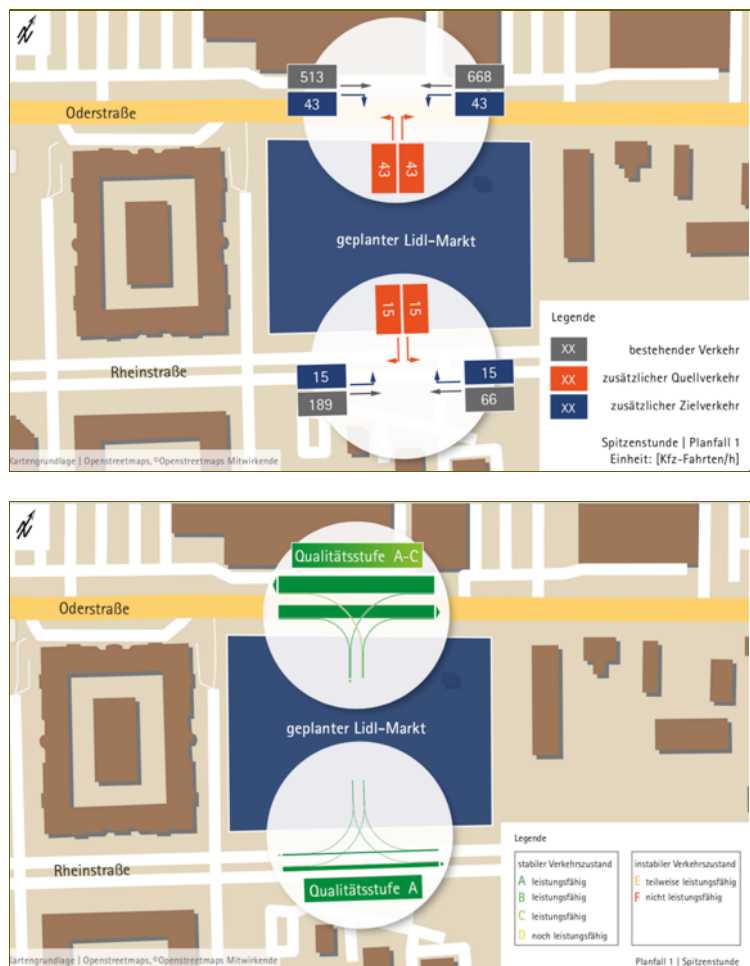 513
668
43
43
Oderstraße
43
43
geplanter Lidl-Markt
15
15
Rheinstraße
15
15
189
66
Legende
XX bestehender Verkehr
XX zusätzlicher Quellverkehr
XX zusätzlicher Zielverkehr
Spitzenstunde | Planfall 1
Einheit: [Kfz-Fahrten/h]
Kartengrundlage | Openstreetmaps, ©Openstreetmaps Mitwirkende
Qualitätsstufe A-C
Oderstraße
geplanter Lidl-Markt
Rheinstraße
Qualitätsstufe A
Legende
stabiler Verkehrszustand
A leistungsfähig
B leistungsfähig
C leistungsfähig
D noch leistungsfähig
instabiler Verkehrszustand
E teilweise leistungsfähig
F nicht leistungsfähig
Kartengrundlage | Openstreetmaps, ©Openstreetmaps Mitwirkende
Planfall 1 | Spitzenstunde